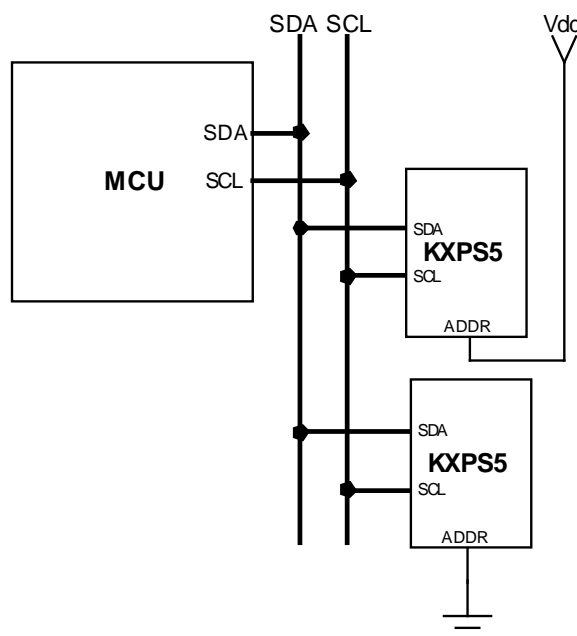 SDA SCL
Vdd
SDA
MCU
SCL
SDA
KXPS5
SCL
ADDR
SDA
KXPS5
SCL
ADDR